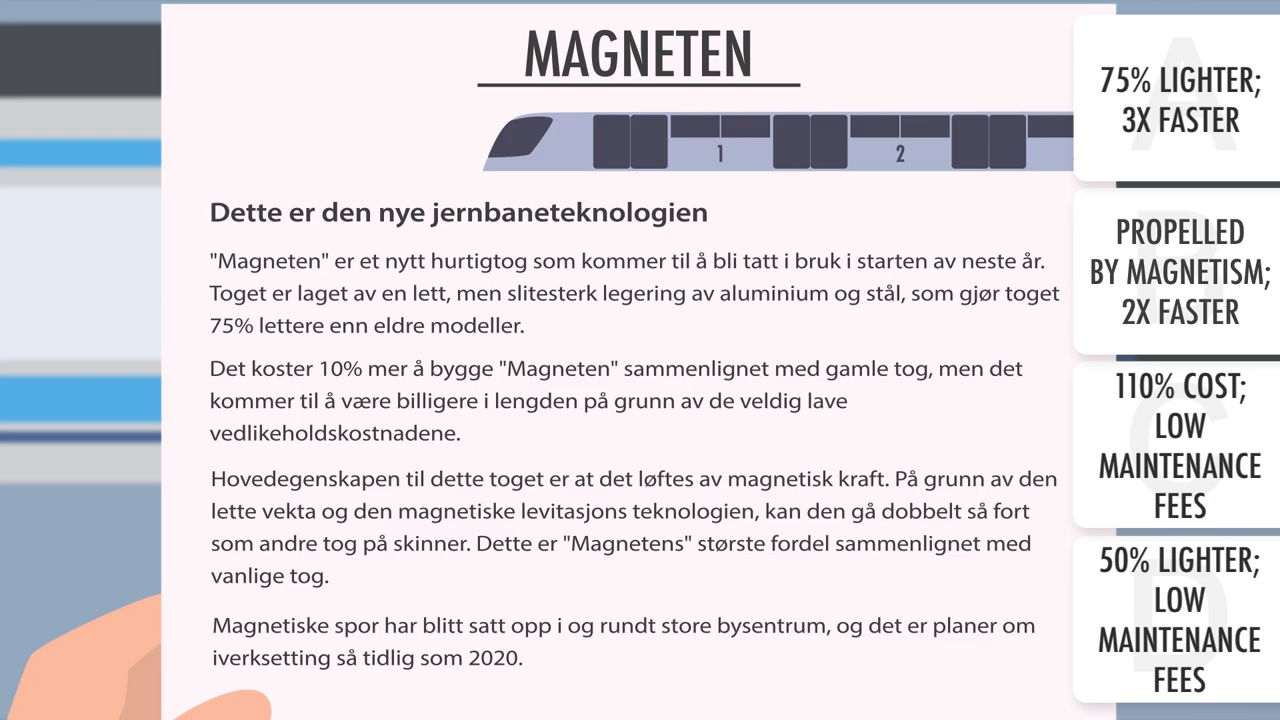 MAGNETEN
1
2
Dette er den nye jernbaneteknologien
"Magneten" er et nytt hurtigtog som kommer til å bli tatt i bruk i starten av neste år.
Toget er laget av en lett, men slitesterk legering av aluminium og stål, som gjør toget
75% lettere enn eldre modeller.
Det koster 10% mer å bygge "Magneten" sammenlignet med gamle tog, men det
kommer til å være billigere i lengden på grunn av de veldig lave
vedlikeholdskostnadene.
Hovedegenskapen til dette toget er at det løftes av magnetisk kraft. På grunn av den
lette vekta og den magnetiske levitasjons teknologien, kan den gå dobbelt så fort
som andre tog på skinner. Dette er "Magnetens" største fordel sammenlignet med
vanlige tog.
Magnetiske spor har blitt satt opp i og rundt store bysentrum, og det er planer om
iverksetting så tidlig som 2020.
A
75% LIGHTER;
3X FASTER
B
PROPELLED
BY MAGNETISM;
2X FASTER
C
110% COST;
LOW
MAINTENANCE
FEES
D
50% LIGHTER;
LOW
MAINTENANCE
FEES